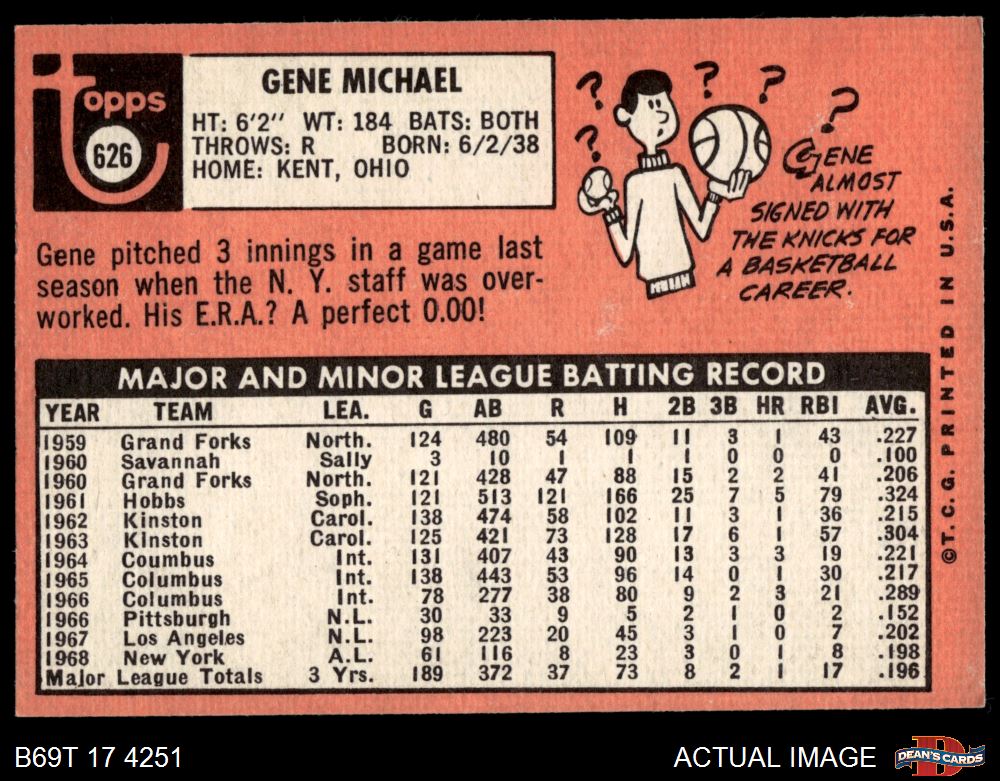 topps
626
GENE MICHAEL
HT: 6'2" WT: 184 BATS: BOTH
THROWS: R BORN: 6/2/38
HOME: KENT, OHIO
Gene pitched 3 innings in a game last
season when the N. Y. staff was over-
worked. His E.R.A.? A perfect 0.00!
? ? ? ? ?
GENE
ALMOST
SIGNED WITH
THE KNICKS FOR
A BASKETBALL
CAREER.
©T.C.G. PRINTED IN U.S.A.
MAJOR AND MINOR LEAGUE BATTING RECORD
YEAR TEAM LEA. G AB R H 2B 3B HR RBI AVG.
1959 Grand Forks North. 124 480 54 109 11 3 1 43 .227
1960 Savannah Sally 3 10 1 1 1 0 0 0 .100
1960 Grand Forks North. 121 428 47 88 15 2 2 41 .206
1961 Hobbs Soph. 121 513 121 166 25 7 5 79 .324
1962 Kinston Carol. 138 474 58 102 11 3 1 36 .215
1963 Kinston Carol. 125 421 73 128 17 6 1 57 .304
1964 Coumbus Int. 131 407 43 90 13 3 3 19 .221
1965 Columbus Int. 138 443 53 96 14 0 1 30 .217
1966 Columbus Int. 78 277 38 80 9 2 3 21 .289
1966 Pittsburgh N.L. 30 33 9 5 2 1 0 2 .152
1967 Los Angeles N.L. 98 223 20 45 3 1 0 7 .202
1968 New York A.L. 61 116 8 23 3 0 1 8 .198
Major League Totals 3 Yrs. 189 372 37 73 8 2 1 17 .196
B69T 17 4251
ACTUAL IMAGE
D
DEAN'S CARDS